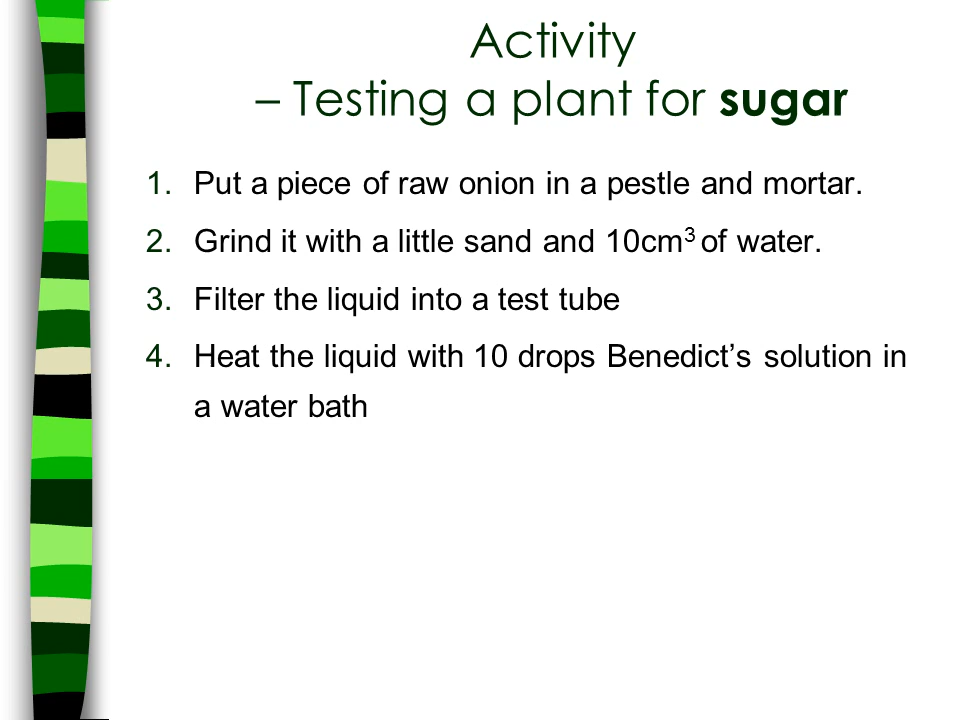 Activity
– Testing a plant for sugar
1. Put a piece of raw onion in a pestle and mortar.
2. Grind it with a little sand and 10cm³ of water.
3. Filter the liquid into a test tube
4. Heat the liquid with 10 drops Benedict’s solution in
a water bath